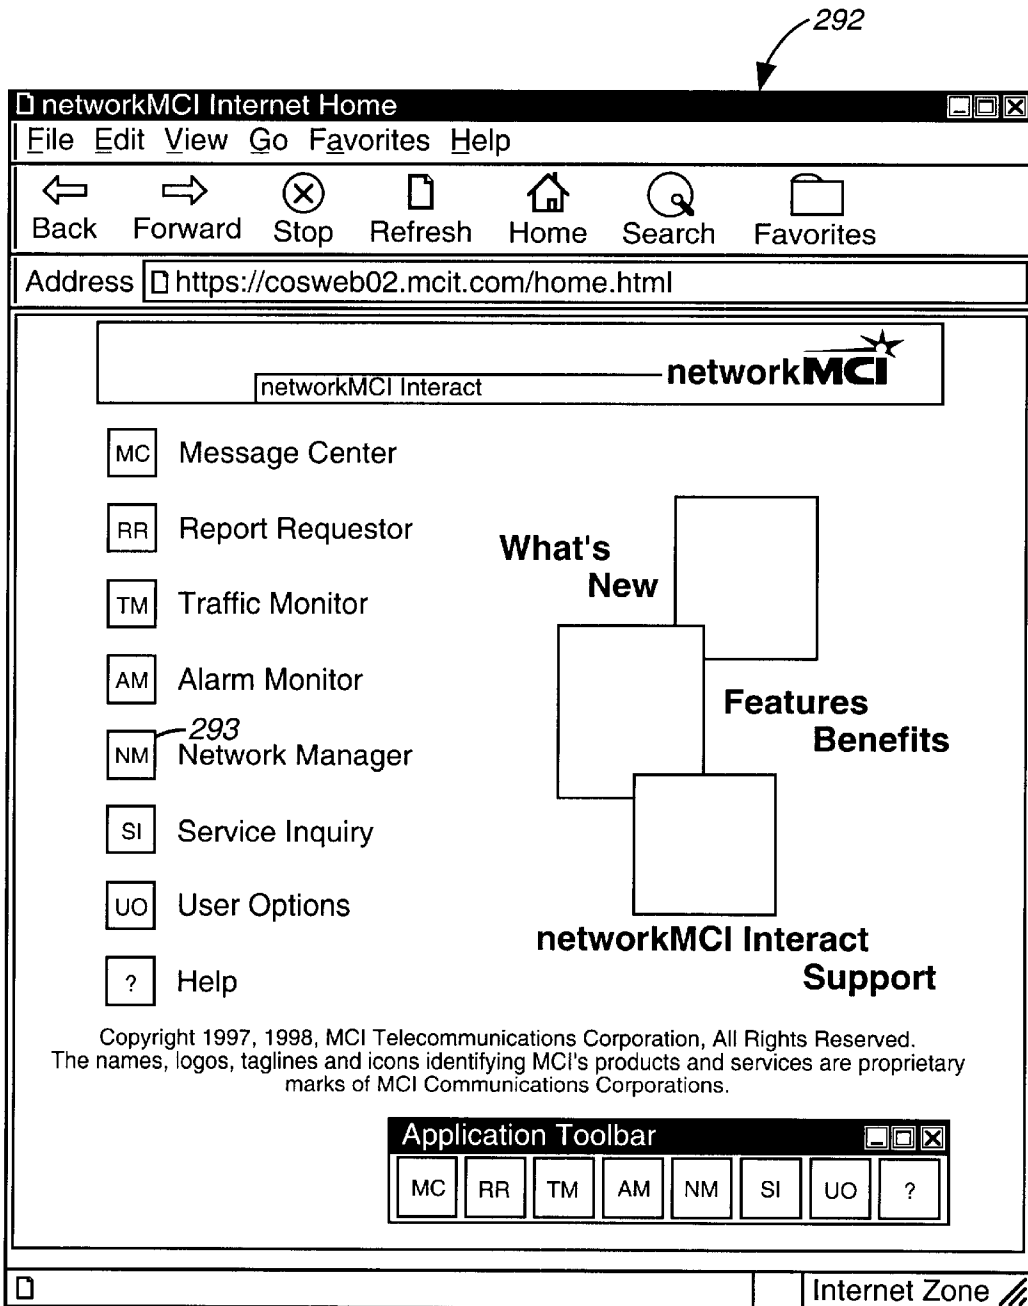 292
networkMCI Internet Home
File Edit View Go Favorites Help
Back Forward Stop Refresh Home Search Favorites
Address https://cosweb02.mcit.com/home.html
networkMCI Interact
networkMCI
MC Message Center
RR Report Requestor
TM Traffic Monitor
AM Alarm Monitor
293
NM Network Manager
SI Service Inquiry
UO User Options
? Help
What's
New
Features
Benefits
networkMCI Interact
Support
Copyright 1997, 1998, MCI Telecommunications Corporation, All Rights Reserved.
The names, logos, taglines and icons identifying MCI's products and services are proprietary
marks of MCI Communications Corporations.
Application Toolbar
MC RR TM AM NM SI UO ?
Internet Zone